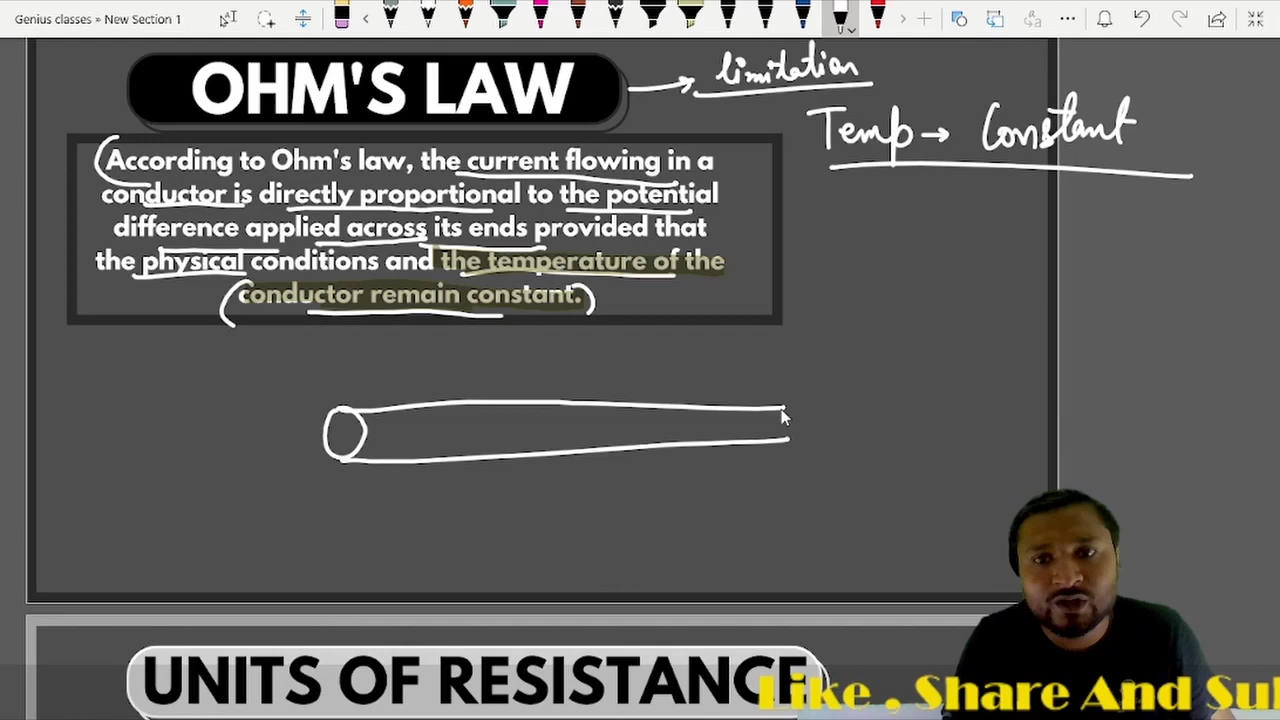 Genius classes » New Section 1
OHM'S LAW
limitation
Temp → Constant
According to Ohm's law, the current flowing in a
conductor is directly proportional to the potential
difference applied across its ends provided that
the physical conditions and the temperature of the
(conductor remain constant.)
UNITS OF RESISTANCE
Like , Share And Su